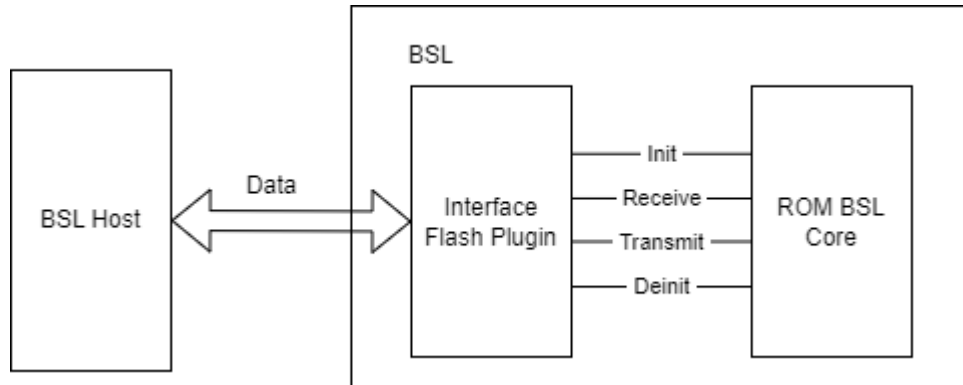 BSL
BSL Host
Data
Interface
Flash Plugin
Init
Receive
Transmit
Deinit
ROM BSL
Core